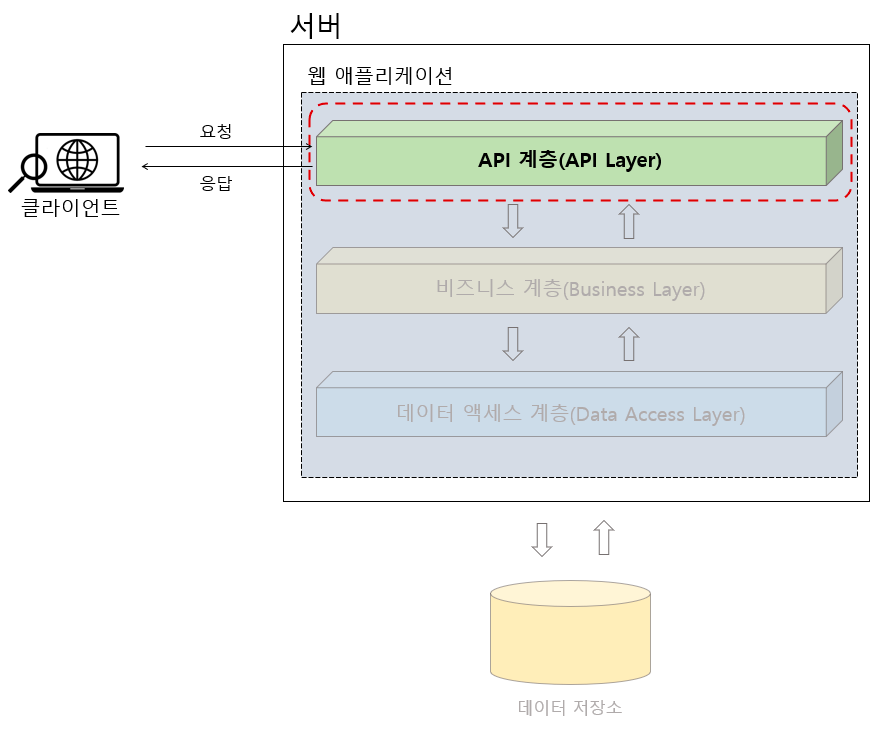 서버
웹 애플리케이션
요청
API 계층(API Layer)
응답
클라이언트
비즈니스 계층(Business Layer)
데이터 액세스 계층(Data Access Layer)
데이터 저장소